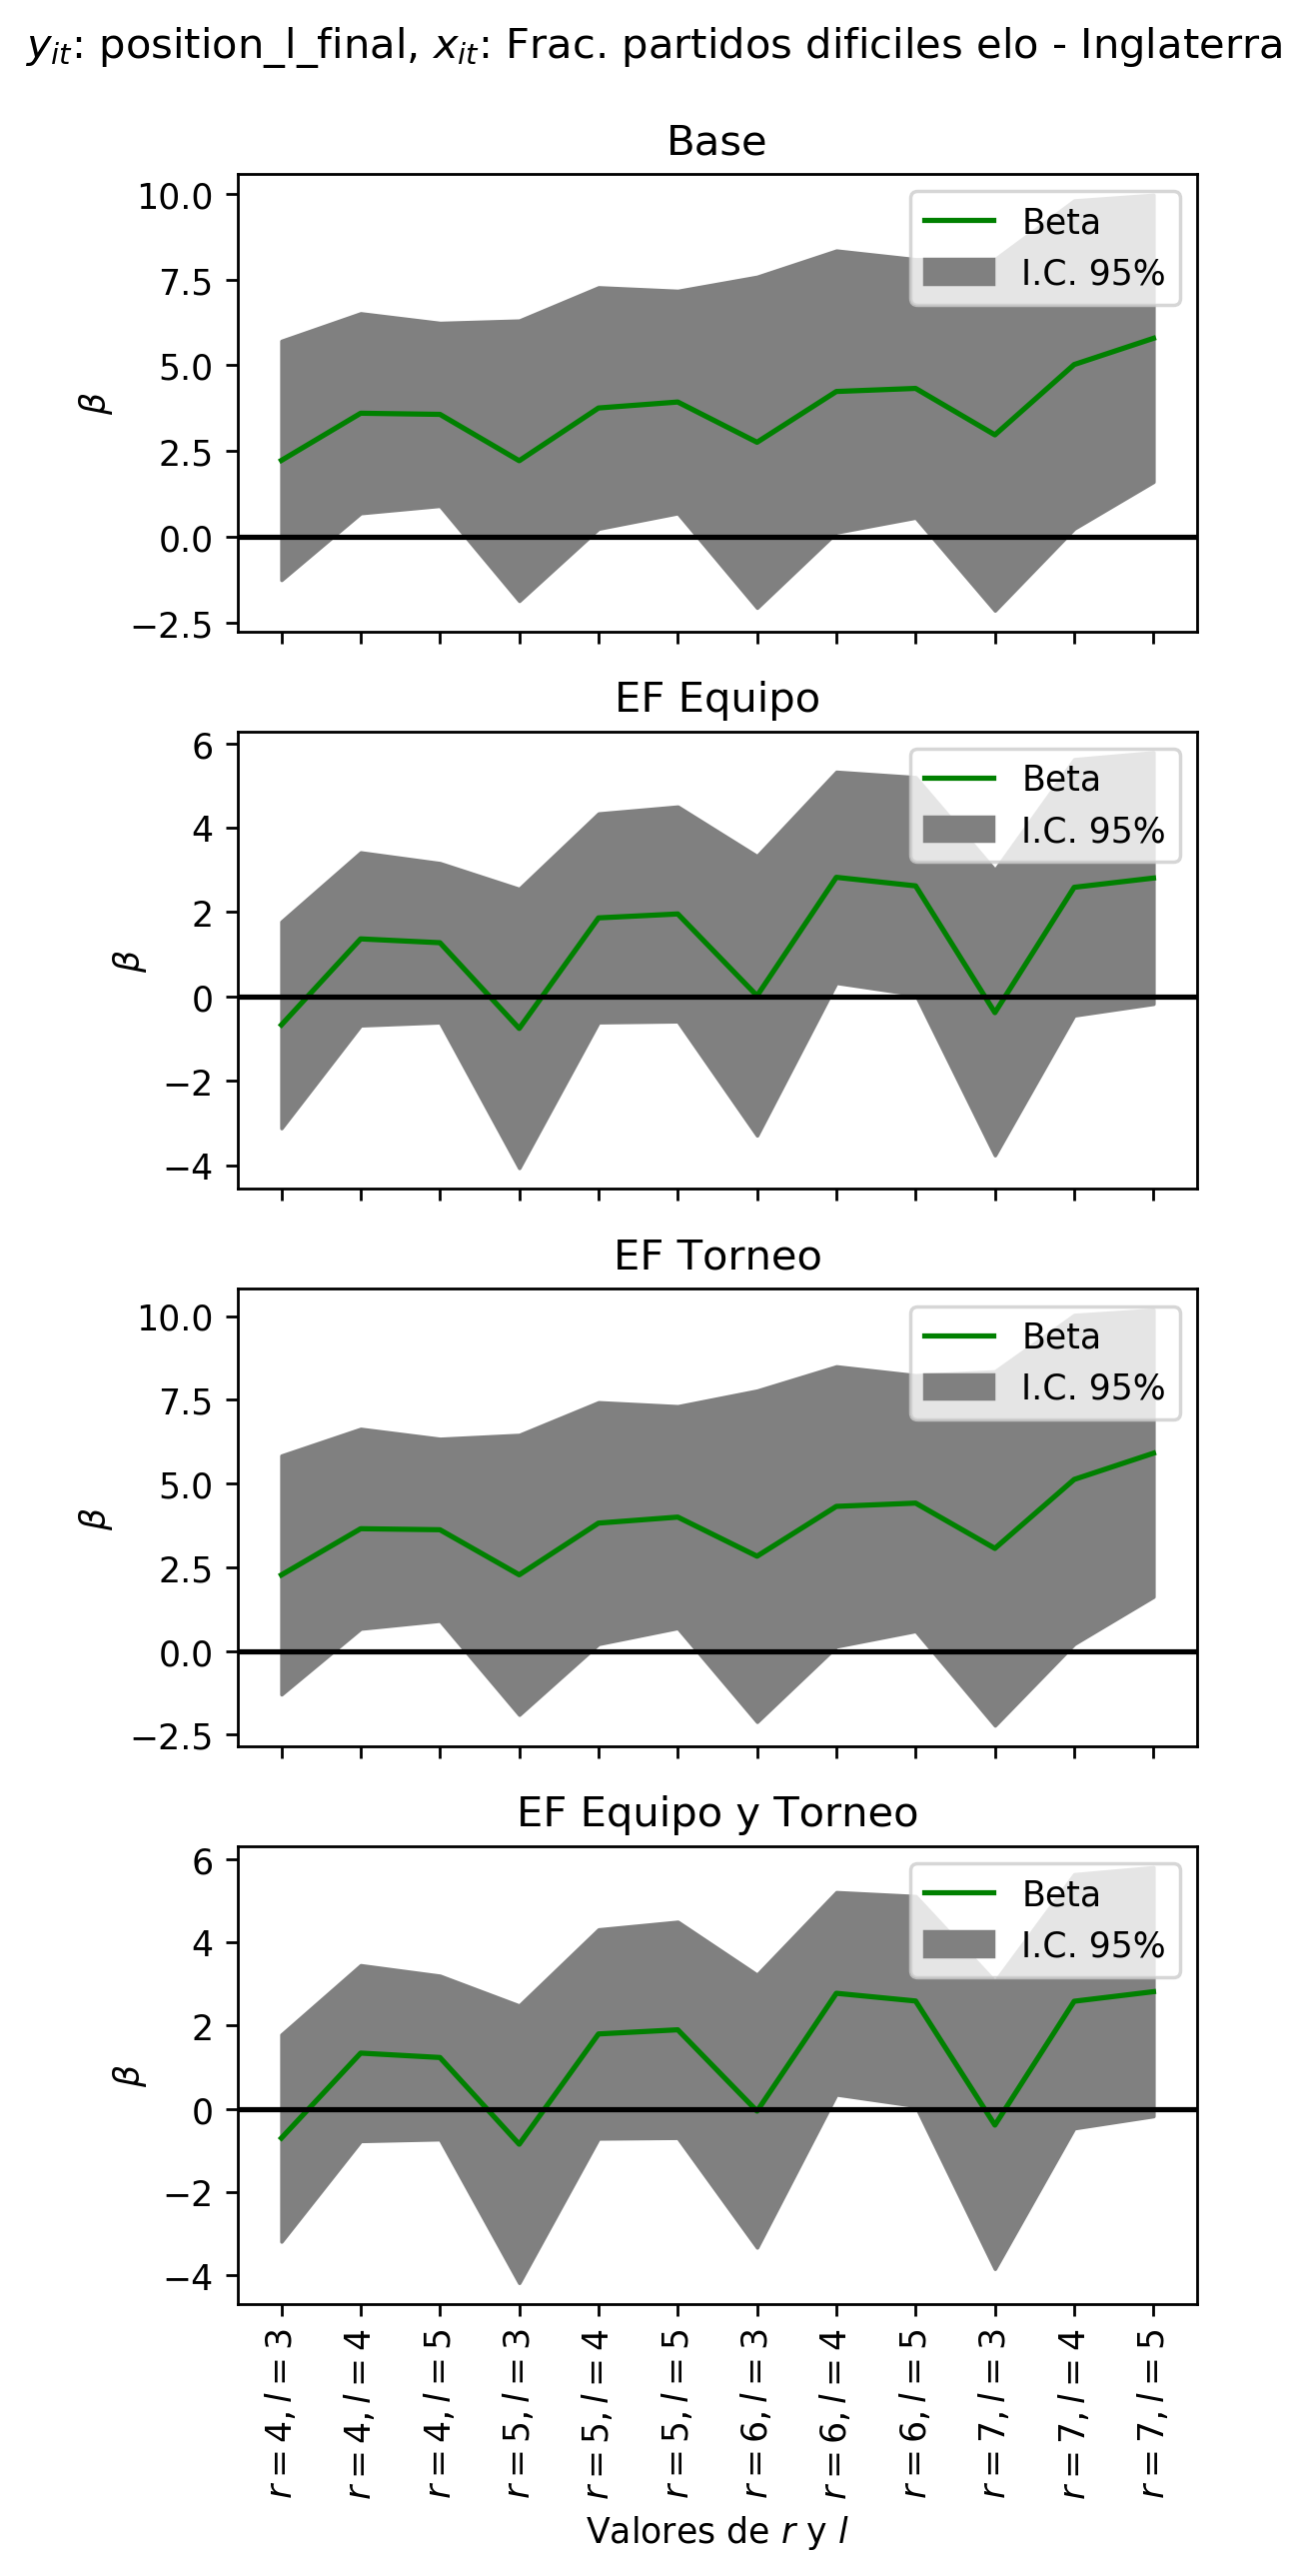 y_it: position_l_final, x_it: Frac. partidos dificiles elo - Inglaterra
Base
10.0
7.5
5.0
2.5
0.0
−2.5
β
Beta
I.C. 95%
EF Equipo
6
4
2
0
−2
−4
β
Beta
I.C. 95%
EF Torneo
10.0
7.5
5.0
2.5
0.0
−2.5
β
Beta
I.C. 95%
EF Equipo y Torneo
6
4
2
0
−2
−4
β
Beta
I.C. 95%
r = 4, l = 3
r = 4, l = 4
r = 4, l = 5
r = 5, l = 3
r = 5, l = 4
r = 5, l = 5
r = 6, l = 3
r = 6, l = 4
r = 6, l = 5
r = 7, l = 3
r = 7, l = 4
r = 7, l = 5
Valores de r y l